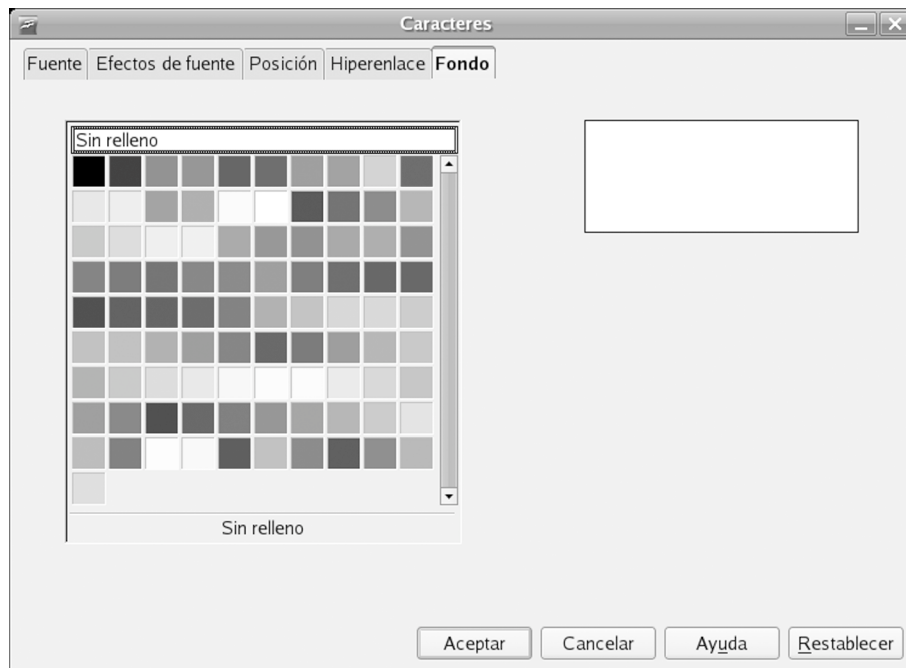 Caracteres
Fuente Efectos de fuente Posición Hiperenlace Fondo
Sin relleno
Sin relleno
Aceptar Cancelar Ayuda Restablecer